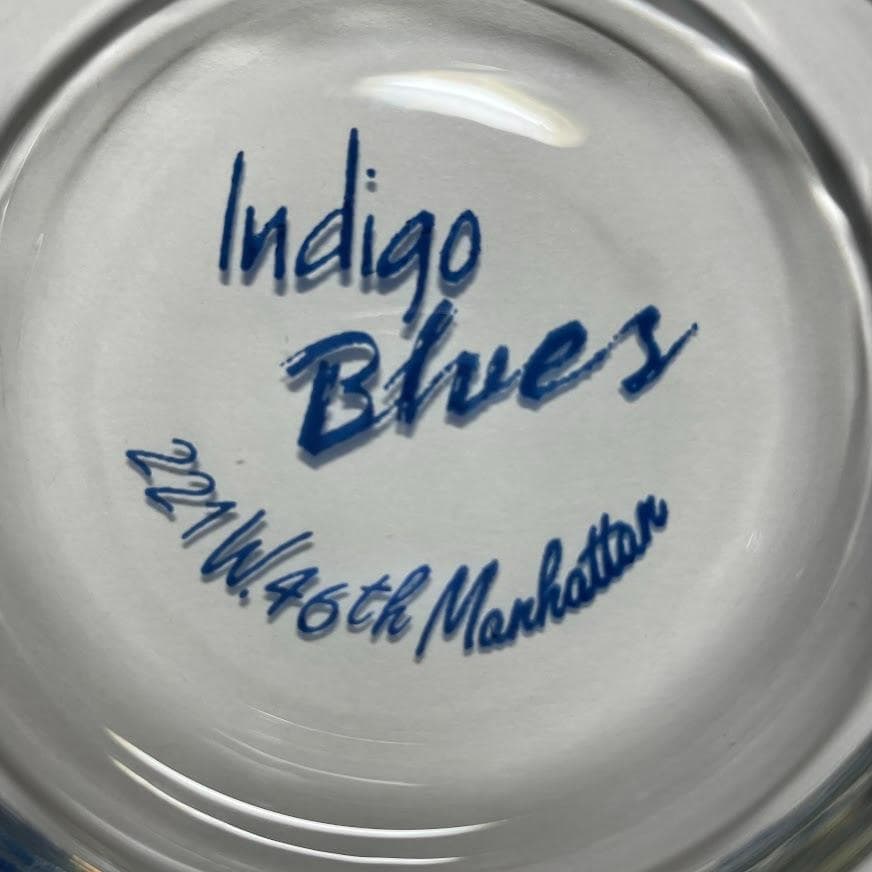 Indigo
Blues
221 W. 46th Manhattan